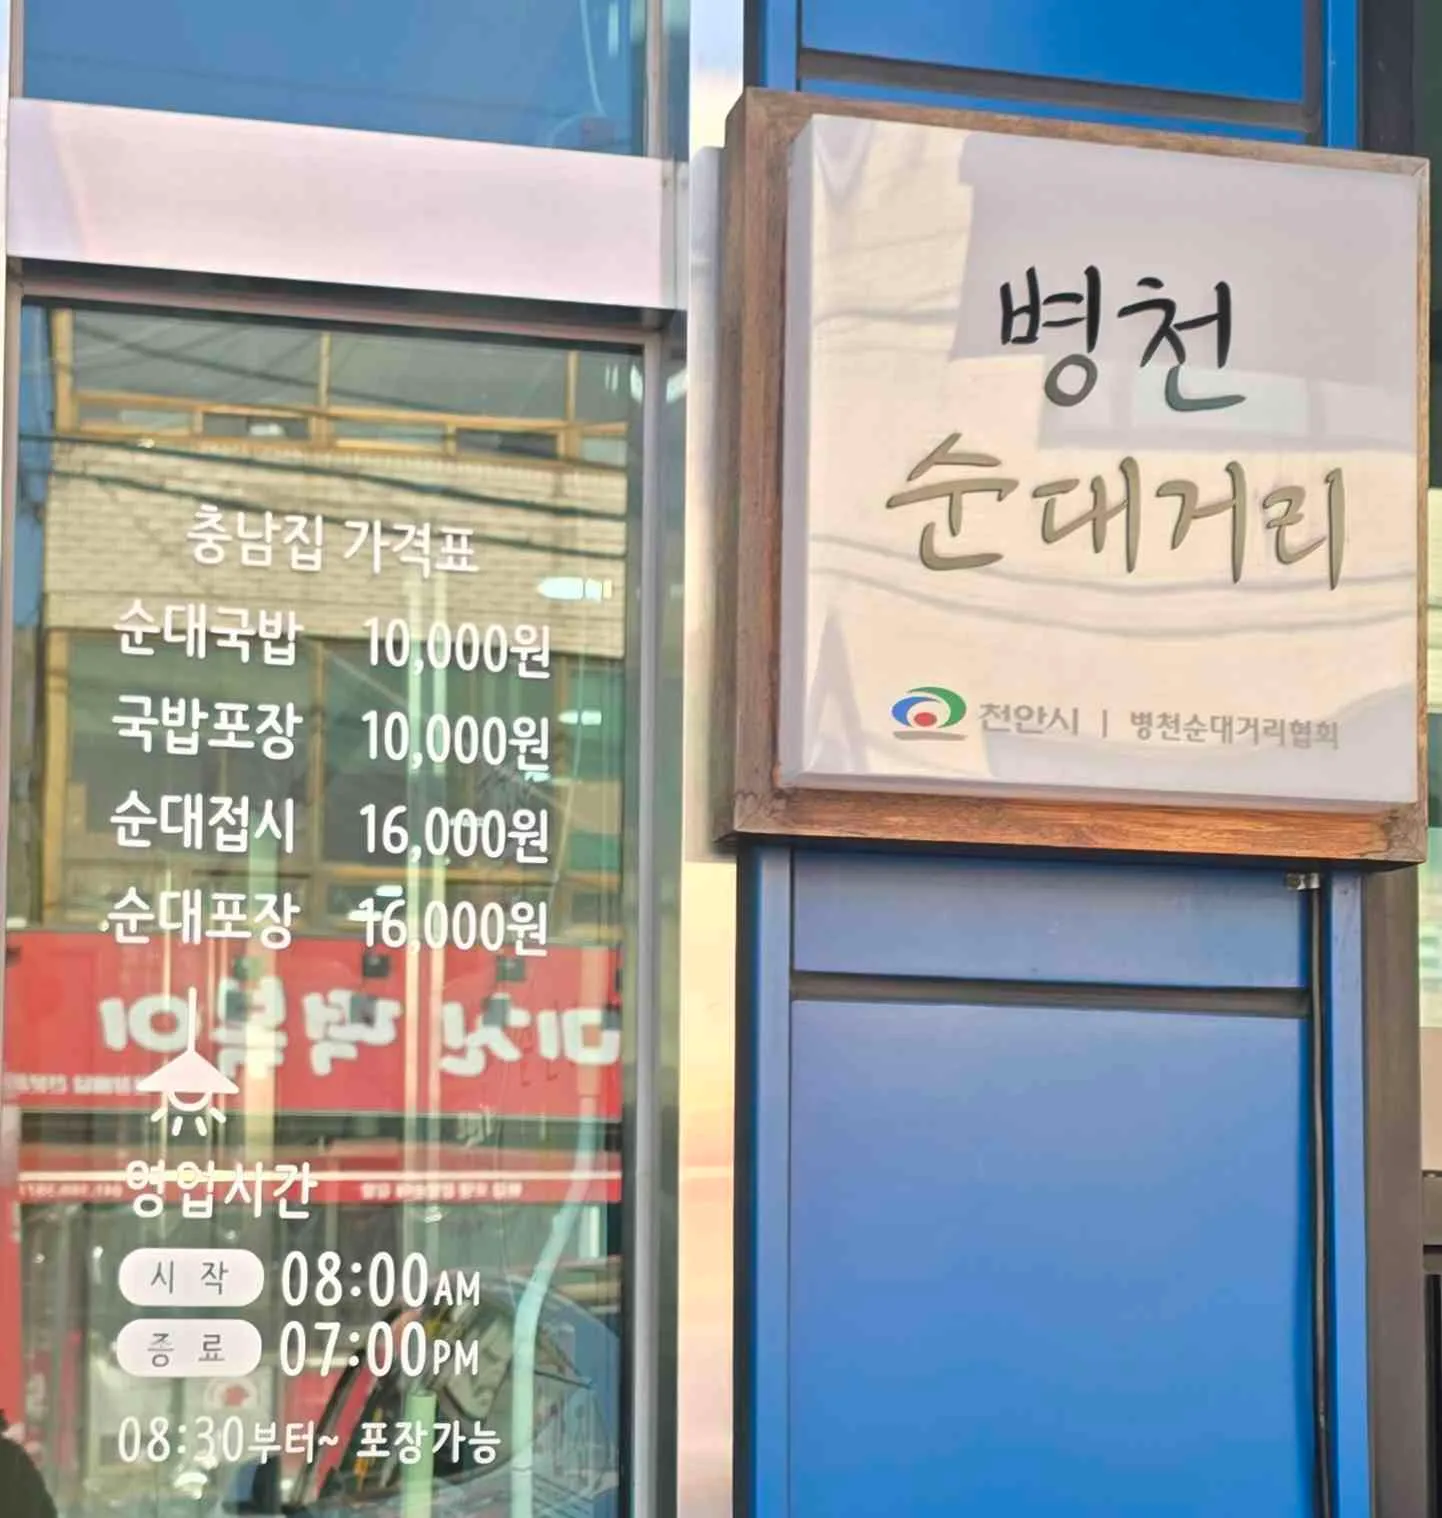 충남집 가격표
순대국밥 10,000원
국밥포장 10,000원
순대접시 16,000원
순대포장 16,000원
영업시간
시작 08:00AM
종료 07:00PM
08:30부터~ 포장가능
병천
순대거리
천안시 | 병천순대거리협회